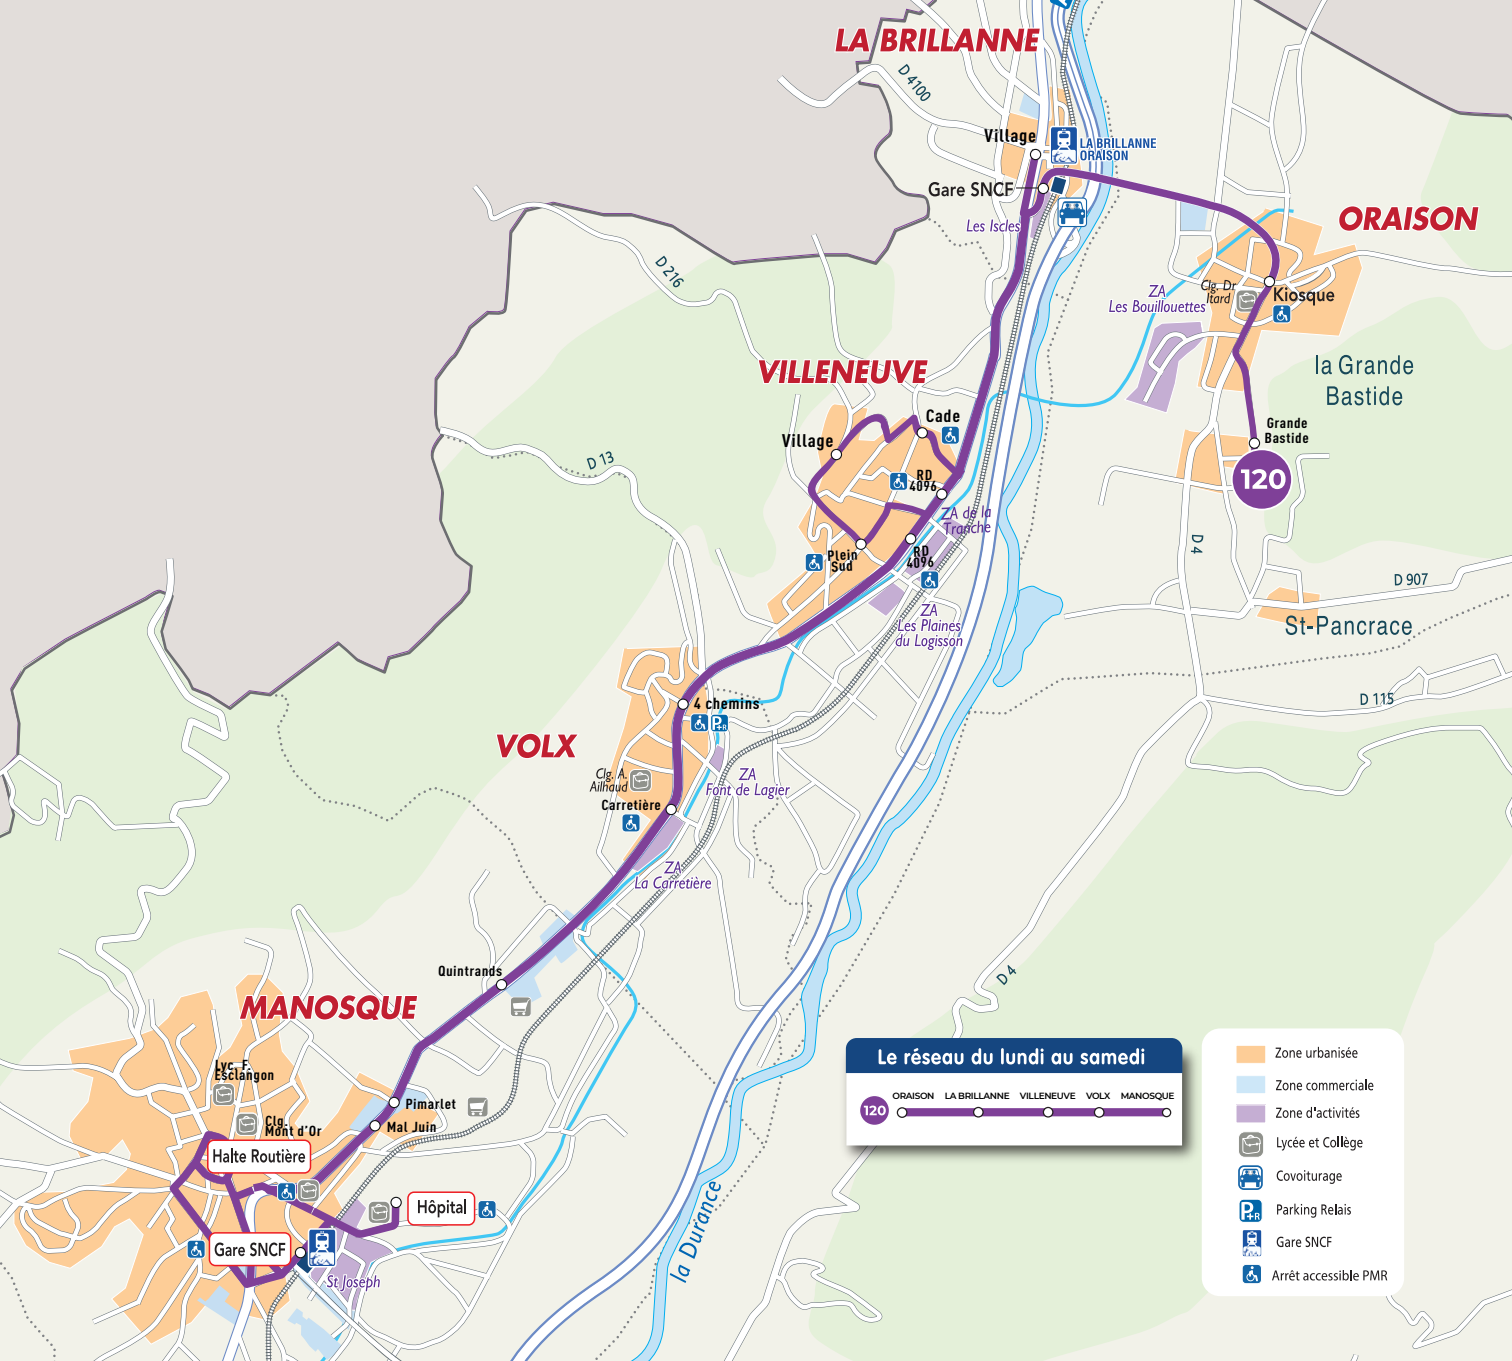 LA BRILLANNE
D 4100
Village
LA BRILLANNE
ORAISON
Gare SNCF
Les Iscles
ORAISON
D 216
ZA
Les Bouillouettes
Clg. Dr
Itard
Kiosque
la Grande
Bastide
VILLENEUVE
Cade
Village
Grande
Bastide
120
D 13
RD
4096
ZA de la
Tranche
Plein
Sud
RD
4096
D 4
D 907
ZA
Les Plaines
du Logisson
St-Pancrace
D 115
4 chemins
P+R
VOLX
Clg. A.
Ailhaud
ZA
Font de Lagier
Carretière
ZA
La Carretière
Quintrands
D 4
MANOSQUE
Lyc. F.
Esclangon
Pimarlet
Clg.
Mont d'Or
Mal Juin
Halte Routière
Hôpital
Gare SNCF
St Joseph
la Durance
Le réseau du lundi au samedi
120
ORAISON LA BRILLANNE VILLENEUVE VOLX MANOSQUE
Zone urbanisée
Zone commerciale
Zone d'activités
Lycée et Collège
Covoiturage
P+R Parking Relais
Gare SNCF
Arrêt accessible PMR